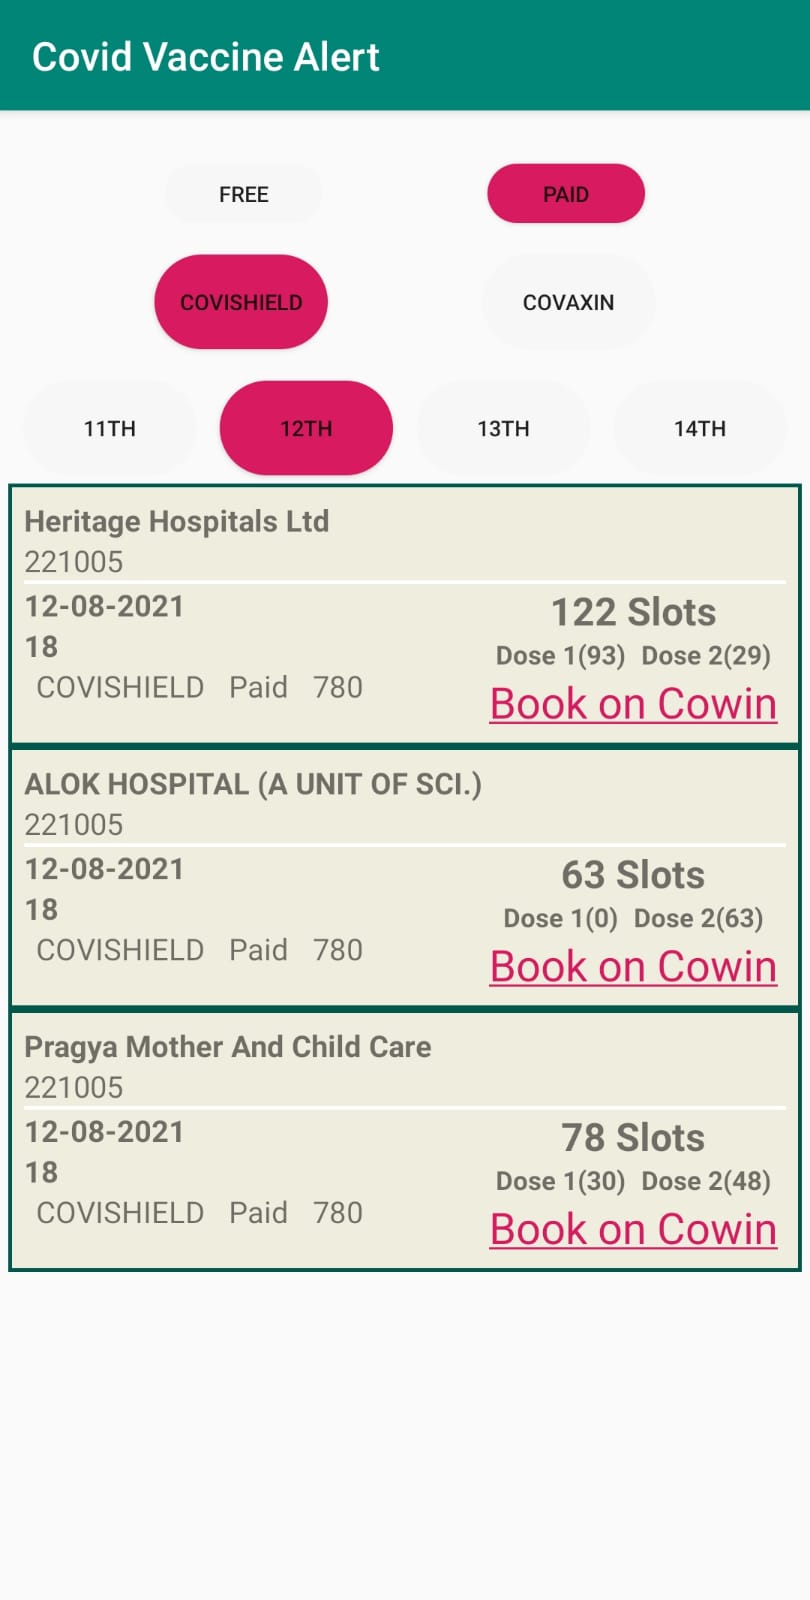 Covid Vaccine Alert
FREE PAID
COVISHIELD COVAXIN
11TH 12TH 13TH 14TH
Heritage Hospitals Ltd
221005
12-08-2021
122 Slots
18
Dose 1(93) Dose 2(29)
COVISHIELD Paid 780
Book on Cowin
ALOK HOSPITAL (A UNIT OF SCI.)
221005
12-08-2021
63 Slots
18
Dose 1(0) Dose 2(63)
COVISHIELD Paid 780
Book on Cowin
Pragya Mother And Child Care
221005
12-08-2021
78 Slots
18
Dose 1(30) Dose 2(48)
COVISHIELD Paid 780
Book on Cowin